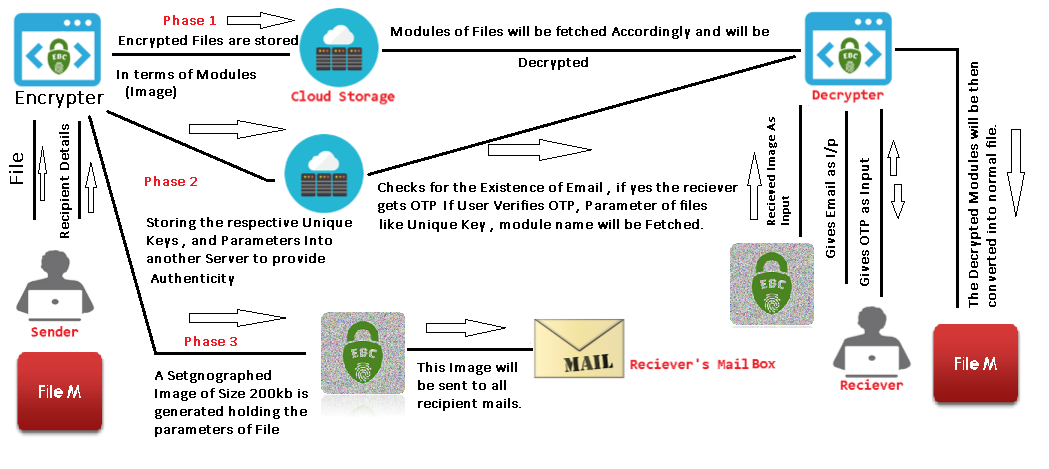 Phase 1
Encrypted Files are stored
In terms of Modules
(Image)
EBC
Encrypter
Cloud Storage
Modules of Files will be fetched Accordingly and will be
Decrypted
EBC
Decrypter
File
Recipient Details
Phase 2
Storing the respective Unique
Keys , and Parameters Into
another Server to provide
Authenticity
Checks for the Existence of Email , if yes the reciever
gets OTP If User Verifies OTP, Parameter of files
like Unique Key , module name will be Fetched.
Recieved Image As
Input
Gives Email as I/p
Gives OTP as Input
The Decrypted Modules will be then
converted into normal file.
EBC
Sender
File M
Phase 3
A Setgnographed
Image of Size 200kb is
generated holding the
parameters of File
EBC
This Image will
be sent to all
recipient mails.
MAIL
Reciever's Mail Box
Reciever
File M